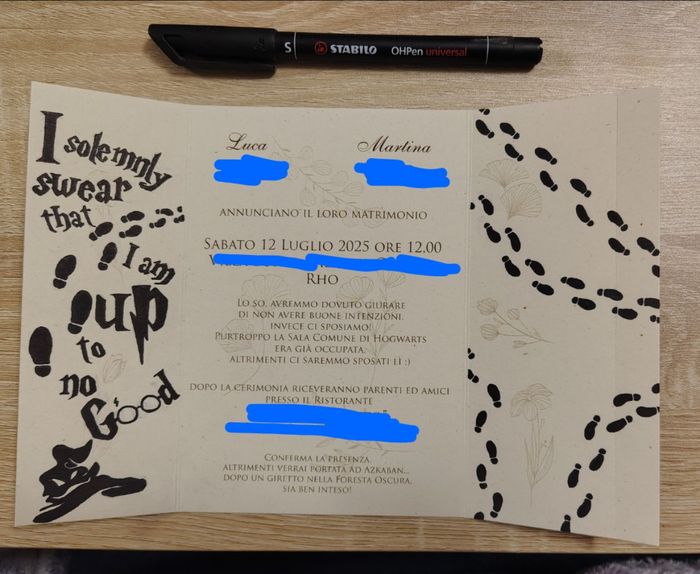 S STABILO OHPen universal
I solemnly
swear
that
I am
up
to
no
Good
Luca Martina
ANNUNCIANO IL LORO MATRIMONIO
SABATO 12 LUGLIO 2025 ORE 12.00
RHO
LO SO, AVREMMO DOVUTO GIURARE
DI NON AVERE BUONE INTENZIONI,
INVECE CI SPOSIAMO!
PURTROPPO LA SALA COMUNE DI HOGWARTS
ERA GIÀ OCCUPATA,
ALTRIMENTI CI SAREMMO SPOSATI LÌ ;)
DOPO LA CERIMONIA RICEVERANNO PARENTI ED AMICI
PRESSO IL RISTORANTE
CONFERMA LA PRESENZA,
ALTRIMENTI VERRAI PORTATƏ AD AZKABAN...
DOPO UN GIRETTO NELLA FORESTA OSCURA,
SIA BEN INTESO!